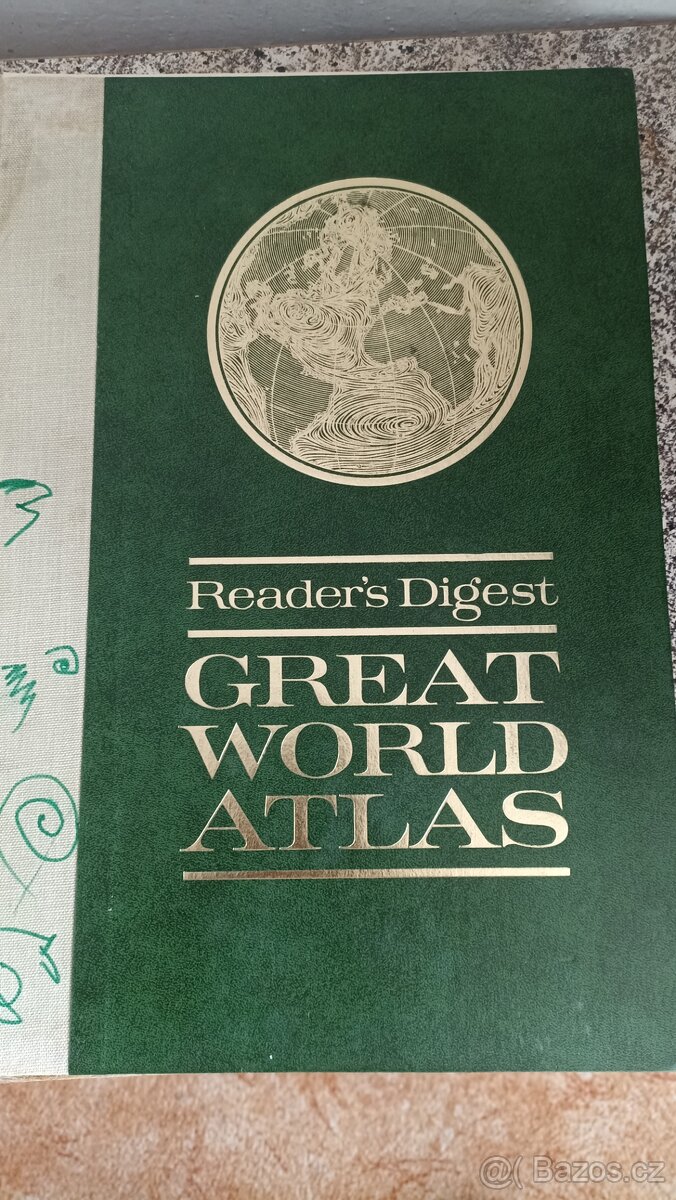 Reader's Digest
GREAT
WORLD
ATLAS
@( Bazos.cz